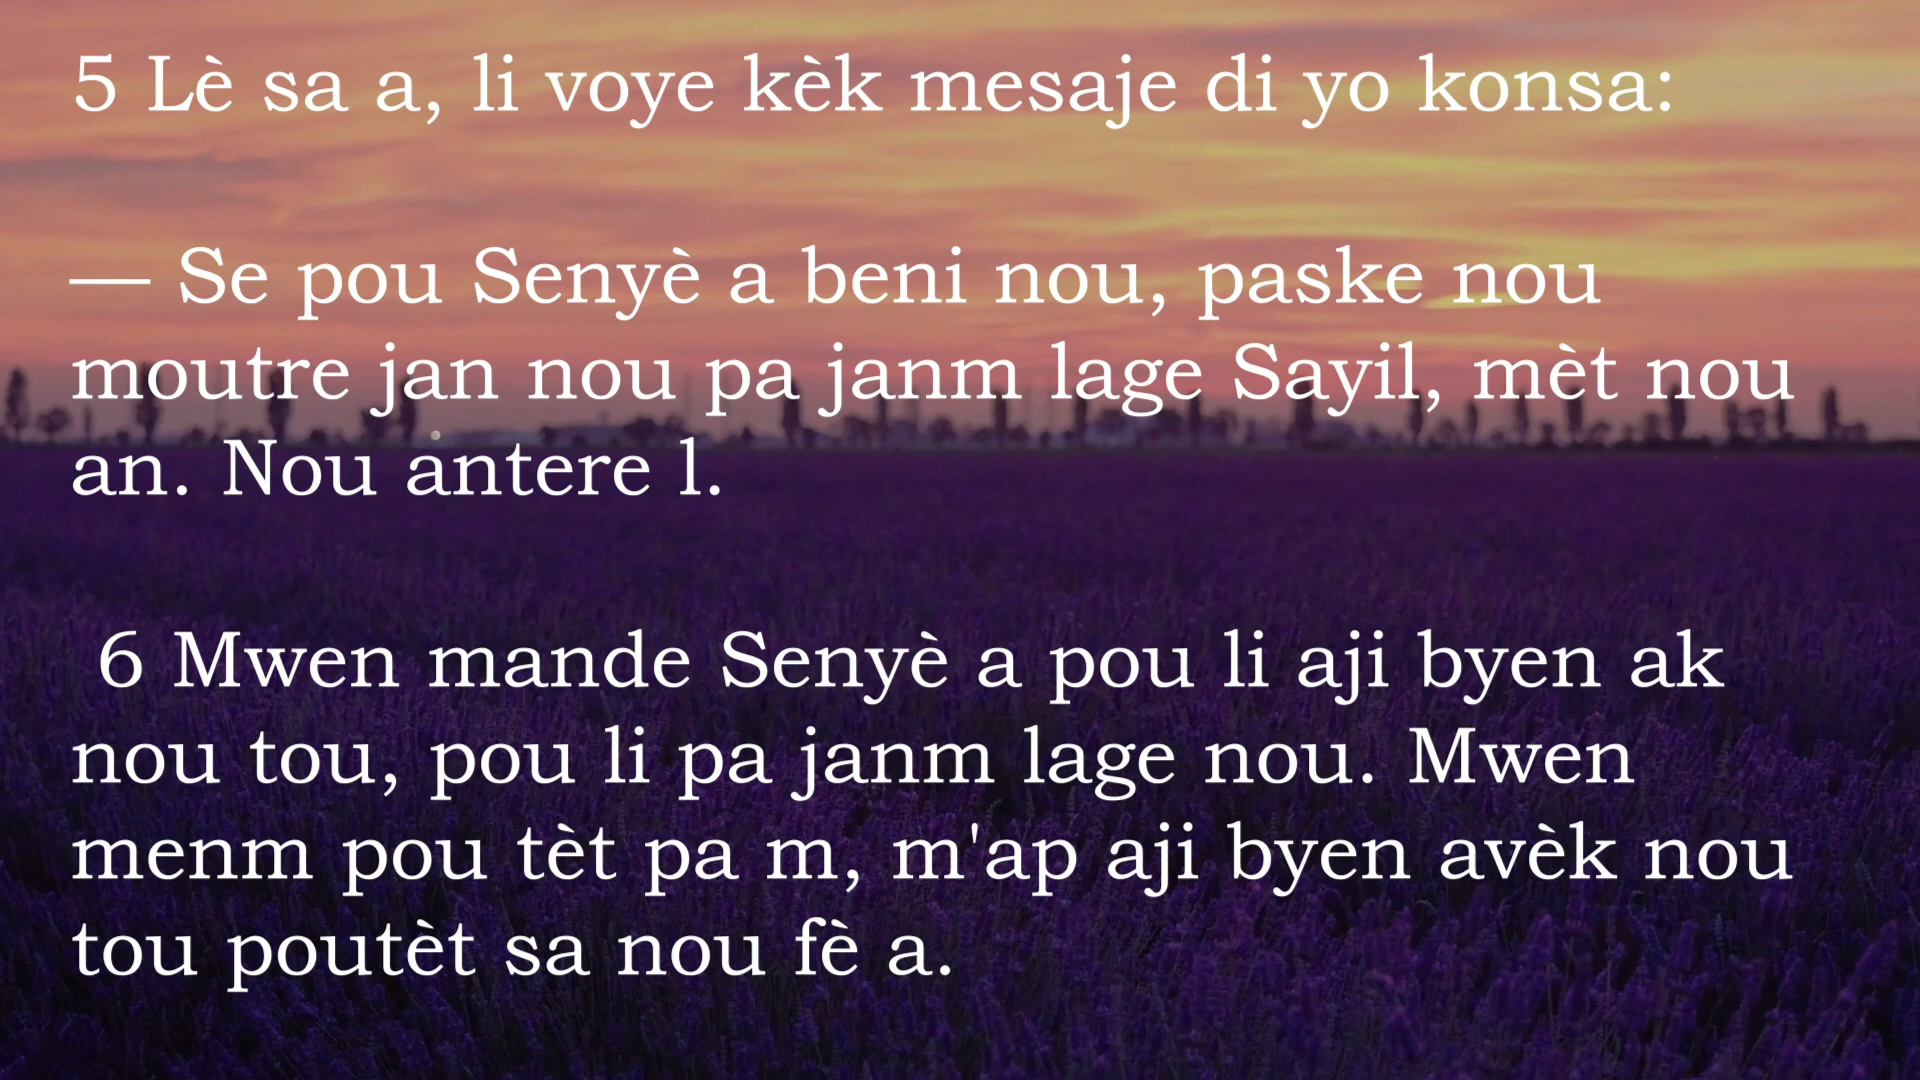 5 Lè sa a, li voye kèk mesaje di yo konsa:
— Se pou Senyè a beni nou, paske nou
moutre jan nou pa janm lage Sayil, mèt nou
an. Nou antere l.
6 Mwen mande Senyè a pou li aji byen ak
nou tou, pou li pa janm lage nou. Mwen
menm pou tèt pa m, m'ap aji byen avèk nou
tou poutèt sa nou fè a.